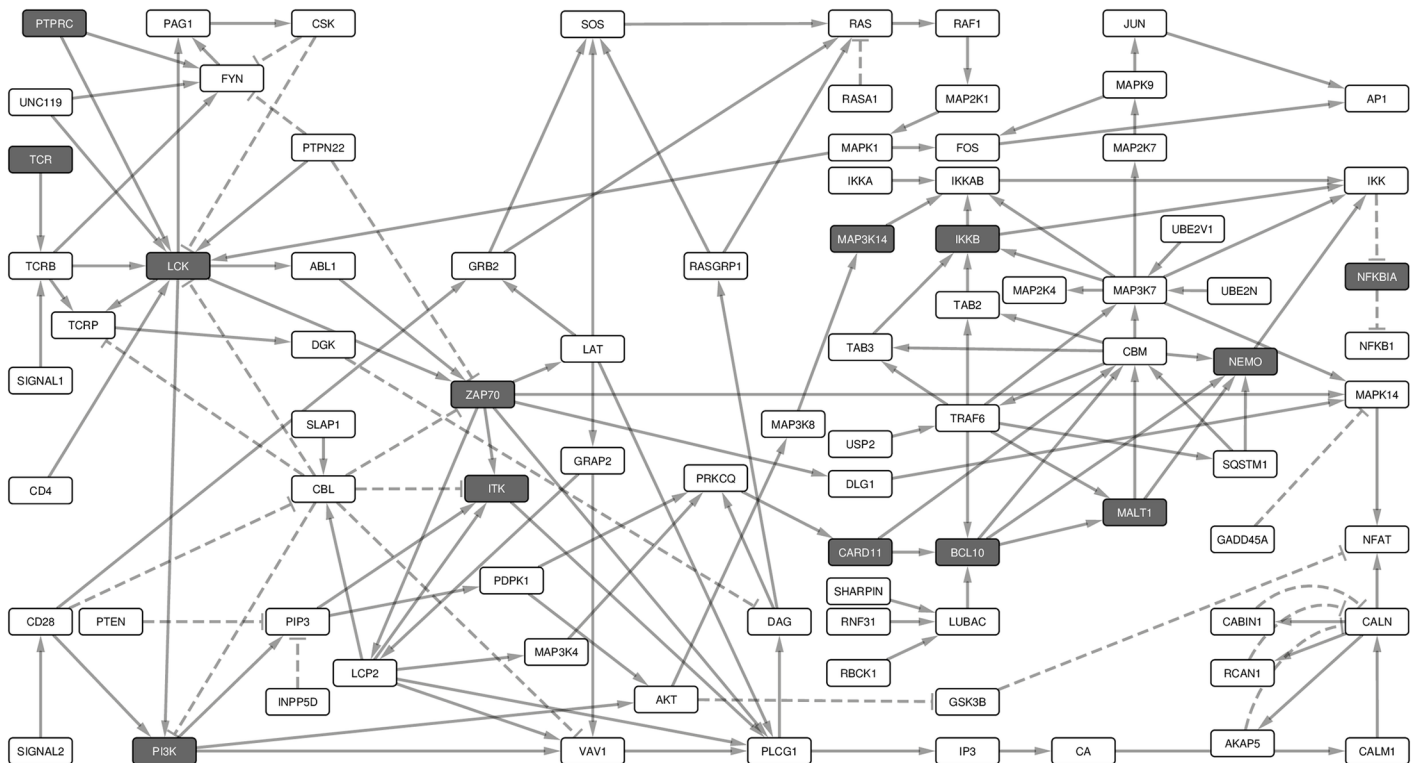 PTPRC
PAG1
CSK
SOS
RAS
RAF1
JUN
FYN
UNC119
RASA1
MAP2K1
MAPK9
AP1
TCR
PTPN22
MAPK1
FOS
MAP2K7
IKKA
IKKAB
IKK
MAP3K14
IKKB
UBE2V1
TCRB
LCK
ABL1
GRB2
RASGRP1
NFKBIA
MAP2K4
MAP3K7
UBE2N
TAB2
TCRP
DGK
LAT
TAB3
CBM
NEMO
NFKB1
SIGNAL1
ZAP70
MAPK14
SLAP1
MAP3K8
TRAF6
USP2
GRAP2
SQSTM1
CD4
CBL
ITK
PRKCQ
DLG1
MALT1
GADD45A
NFAT
CARD11
BCL10
PDPK1
SHARPIN
CD28
PTEN
PIP3
DAG
RNF31
LUBAC
CABIN1
CALN
MAP3K4
LCP2
RBCK1
RCAN1
INPP5D
AKT
GSK3B
SIGNAL2
PI3K
VAV1
PLCG1
IP3
CA
AKAP5
CALM1